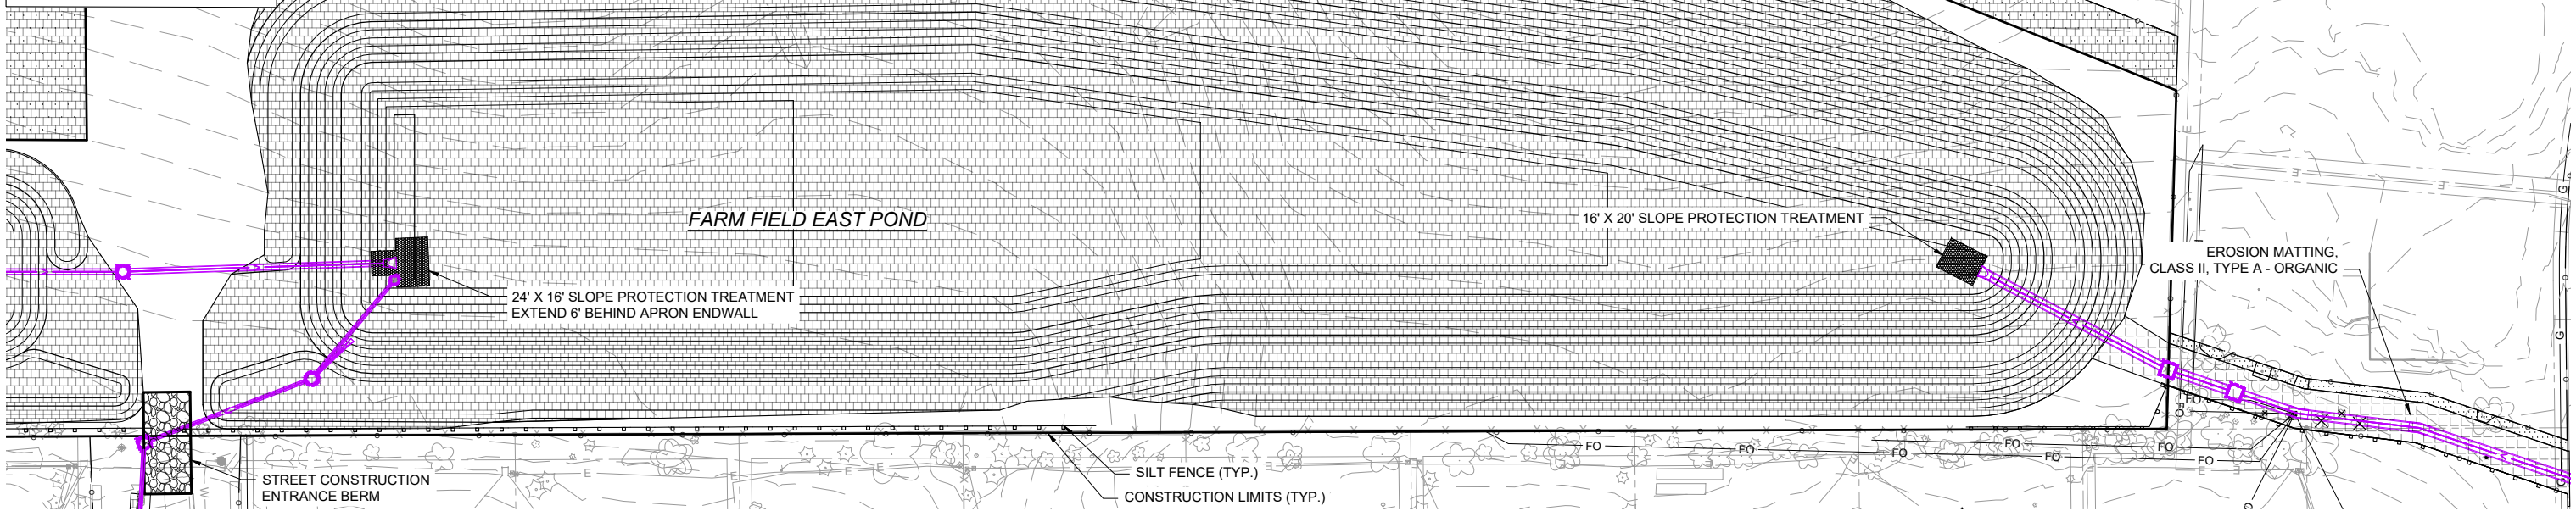 FARM FIELD EAST POND
16' X 20' SLOPE PROTECTION TREATMENT
EROSION MATTING,
CLASS II, TYPE A - ORGANIC
24' X 16' SLOPE PROTECTION TREATMENT
EXTEND 6' BEHIND APRON ENDWALL
STREET CONSTRUCTION
ENTRANCE BERM
SILT FENCE (TYP.)
CONSTRUCTION LIMITS (TYP.)
FO
FO
FO
FO
FO
FO
FO
FO
FO
E
E
E
E
E
E
G
G
G
W